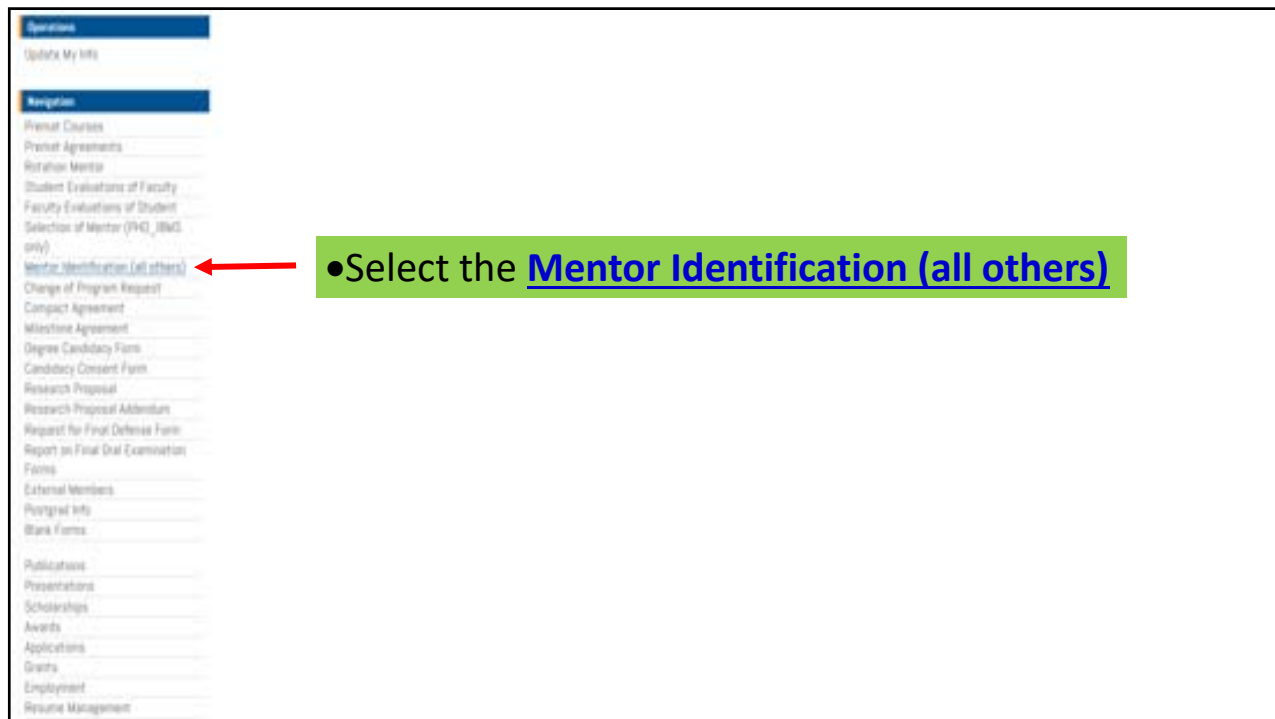 Operations
Update My Info
Navigation
Premat Courses
Premat Agreements
Rotation Mentor
Student Evaluations of Faculty
Faculty Evaluations of Student
Selection of Mentor (PHD_IBMS
only)
Mentor Identification (all others)
•Select the Mentor Identification (all others)
Change of Program Request
Compact Agreement
Milestone Agreement
Degree Candidacy Form
Candidacy Consent Form
Research Proposal
Research Proposal Addendum
Request for Final Defense Form
Report on Final Oral Examination
Forms
External Members
Postgrad Info
Blank Forms
Publications
Presentations
Scholarships
Awards
Applications
Grants
Employment
Resume Management